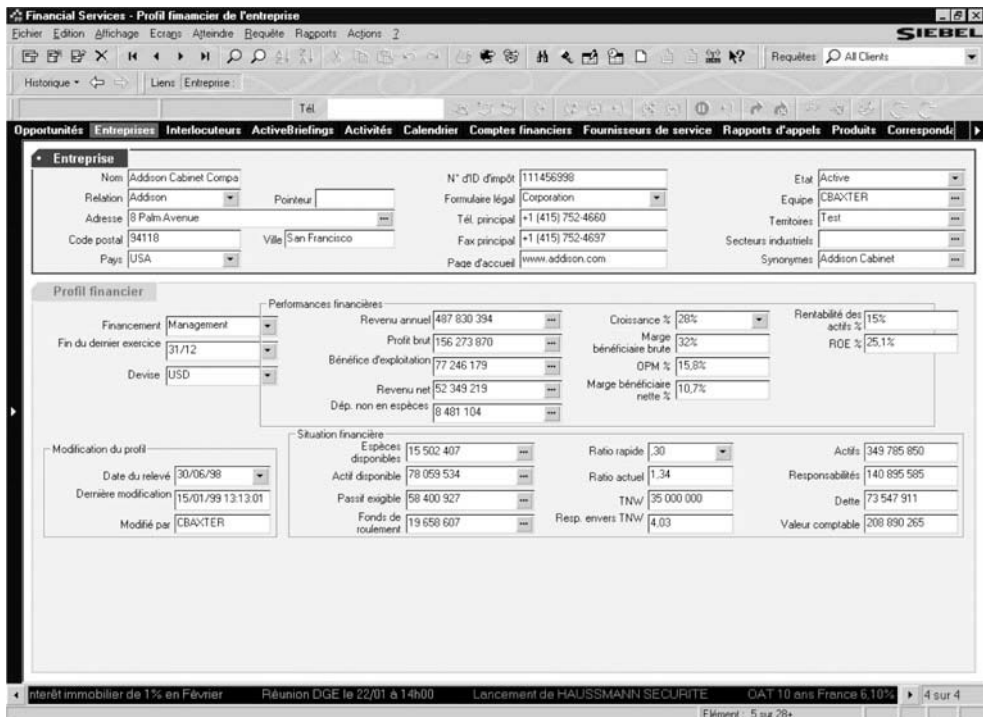 Financial Services - Profil fimamcier de l'entreprise
Fichier Edition Affichage Ecrans Atteindre Requête Rapports Actions ?
SIEBEL
Requêtes All Clients
Historique Liens Entreprise :
Tél.
Opportunités Entreprises Interlocuteurs ActiveBriefings Activités Calendrier Comptes financiers Fournisseurs de service Rapports d'appels Produits Corresponda
Entreprise
Nom Addison Cabinet Compa N° d'ID d'impôt 111456998 Etat Active
Relation Addison Pointeur Formulaire légal Corporation Equipe CBAXTER
Adresse 8 Palm Avenue Tél. principal +1 (415) 752-4660 Territoires Test
Code postal 94118 Ville San Francisco Fax principal +1 (415) 752-4697 Secteurs industriels
Pays USA Page d'accueil www.addison.com Synonymes Addison Cabinet
Profil financier
Performances financières
Financement Management Revenu annuel 487 830 394 Croissance % 28% Rentabilité des actifs % 15%
Fin du dernier exercice 31/12 Profit brut 156 273 870 Marge bénéficiaire brute 32% ROE % 25,1%
Devise USD Bénéfice d'exploitation 77 246 179 OPM % 15,8%
Revenu net 52 349 219 Marge bénéficiaire nette % 10,7%
Dép. non en espèces 8 481 104
Modification du profil
Situation financière
Espèces disponibles 15 502 407 Ratio rapide ,30 Actifs 349 785 850
Date du relevé 30/06/98 Actif disponible 78 059 534 Ratio actuel 1,34 Responsabilités 140 895 585
Dernière modification 15/01/99 13:13:01 Passif exigible 58 400 927 TNW 35 000 000 Dette 73 547 911
Modifié par CBAXTER Fonds de roulement 19 658 607 Resp. envers TNW 4,03 Valeur comptable 208 890 265
nterêt immobilier de 1% en Février Réunion DGE le 22/01 à 14h00 Lancement de HAUSSMANN SECURITE OAT 10 ans France 6,10% 4 sur 4
Elément : 5 sur 28+